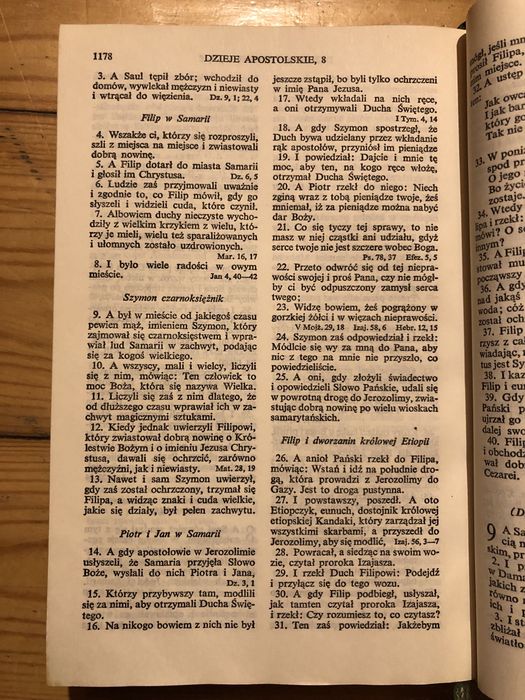 1178
DZIEJE APOSTOLSKIE, 8
3. A Saul tępił zbór; wchodził do
domów, wywlekał mężczyzn i niewiasty
i wtrącał do więzienia. Dz. 9, 1; 22, 4
Filip w Samarii
4. Wszakże ci, którzy się rozproszyli,
szli z miejsca na miejsce i zwiastowali
dobrą nowinę.
5. A Filip dotarł do miasta Samarii
i głosił im Chrystusa. Dz. 6, 5
6. Ludzie zaś przyjmowali uważnie
i zgodnie to, co Filip mówił, gdy go
słyszeli i widzieli cuda, które czynił.
7. Albowiem duchy nieczyste wycho-
dziły z wielkim krzykiem z wielu, któ-
rzy je mieli, wielu też sparaliżowanych
i ułomnych zostało uzdrowionych.
Mar. 16, 17
8. I było wiele radości w owym
mieście. Jan 4, 40—42
Szymon czarnoksiężnik
9. A był w mieście od jakiegoś czasu
pewien mąż, imieniem Szymon, który
zajmował się czarnoksięstwem i wpra-
wiał lud Samarii w zachwyt, podając
się za kogoś wielkiego.
10. A wszyscy, mali i wielcy, liczyli
się z nim, mówiąc: Ten człowiek to
moc Boża, która się nazywa Wielka.
11. Liczyli się zaś z nim dlatego, że
od dłuższego czasu wprawiał ich w za-
chwyt magicznymi sztukami.
12. Kiedy jednak uwierzyli Filipowi,
który zwiastował dobrą nowinę o Kró-
lestwie Bożym i o imieniu Jezusa Chry-
stusa, dawali się ochrzcić, zarówno
mężczyźni, jak i niewiasty. Mat. 28, 19
13. Nawet i sam Szymon uwierzył,
gdy zaś został ochrzczony, trzymał się
Filipa, a widząc znaki i cuda wielkie,
jakie się działy, był pełen zachwytu.
Piotr i Jan w Samarii
14. A gdy apostołowie w Jerozolimie
usłyszeli, że Samaria przyjęła Słowo
Boże, wysłali do nich Piotra i Jana,
Dz. 3, 1
15. Którzy przybywszy tam, modlili
się za nimi, aby otrzymali Ducha Świę-
tego.
16. Na nikogo bowiem z nich nie był
jeszcze zstąpił, bo byli tylko ochrzczeni
w imię Pana Jezusa.
17. Wtedy wkładali na nich ręce,
a oni otrzymywali Ducha Świętego.
I Tym. 4, 14
18. A gdy Szymon spostrzegł, że
Duch bywa udzielany przez wkładanie
rąk apostołów, przyniósł im pieniądze
19. I powiedział: Dajcie i mnie tę
moc, aby ten, na kogo ręce włożę,
otrzymał Ducha Świętego.
20. A Piotr rzekł do niego: Niech
zginą wraz z tobą pieniądze twoje, żeś
mniemał, iż za pieniądze można nabyć
dar Boży.
21. Co się tyczy tej sprawy, to nie
masz w niej cząstki ani udziału, gdyż
serce twoje nie jest szczere wobec Boga.
Ps. 78, 37 Efez. 5, 5
22. Przeto odwróć się od tej niepra-
wości swojej i proś Pana, czy nie mógł-
by ci być odpuszczony zamysł serca
twego;
23. Widzę bowiem, żeś pogrążony w
gorzkiej żółci i w więzach nieprawości.
V Mojż. 29, 18 Izaj. 58, 6 Hebr. 12, 15
24. Szymon zaś odpowiedział i rzekł:
Módlcie się wy za mną do Pana, aby
nic z tego na mnie nie przyszło, co
powiedzieliście.
25. A oni, gdy złożyli świadectwo
i opowiedzieli Słowo Pańskie, udali się
w powrotną drogę do Jerozolimy, zwia-
stując dobrą nowinę po wielu wioskach
samarytańskich.
Filip i dworzanin królowej Etiopii
26. A anioł Pański rzekł do Filipa,
mówiąc: Wstań i idź na południe dro-
gą, która prowadzi z Jerozolimy do
Gazy. Jest to droga pustynna.
27. I powstawszy, poszedł. A oto
Etiopczyk, eunuch, dostojnik królowej
etiopskiej Kandaki, który zarządzał jej
wszystkimi skarbami, a przyszedł do
Jerozolimy, aby się modlić, Izaj. 56, 3—7
28. Powracał, a siedząc na swoim wo-
zie, czytał proroka Izajasza.
29. I rzekł Duch Filipowi: Podejdź
i przyłącz się do tego wozu.
30. A gdy Filip podbiegł, usłyszał,
jak tamten czytał proroka Izajasza,
i rzekł: Czy rozumiesz to, co czytasz?
31. Ten zaś powiedział: Jakżebym